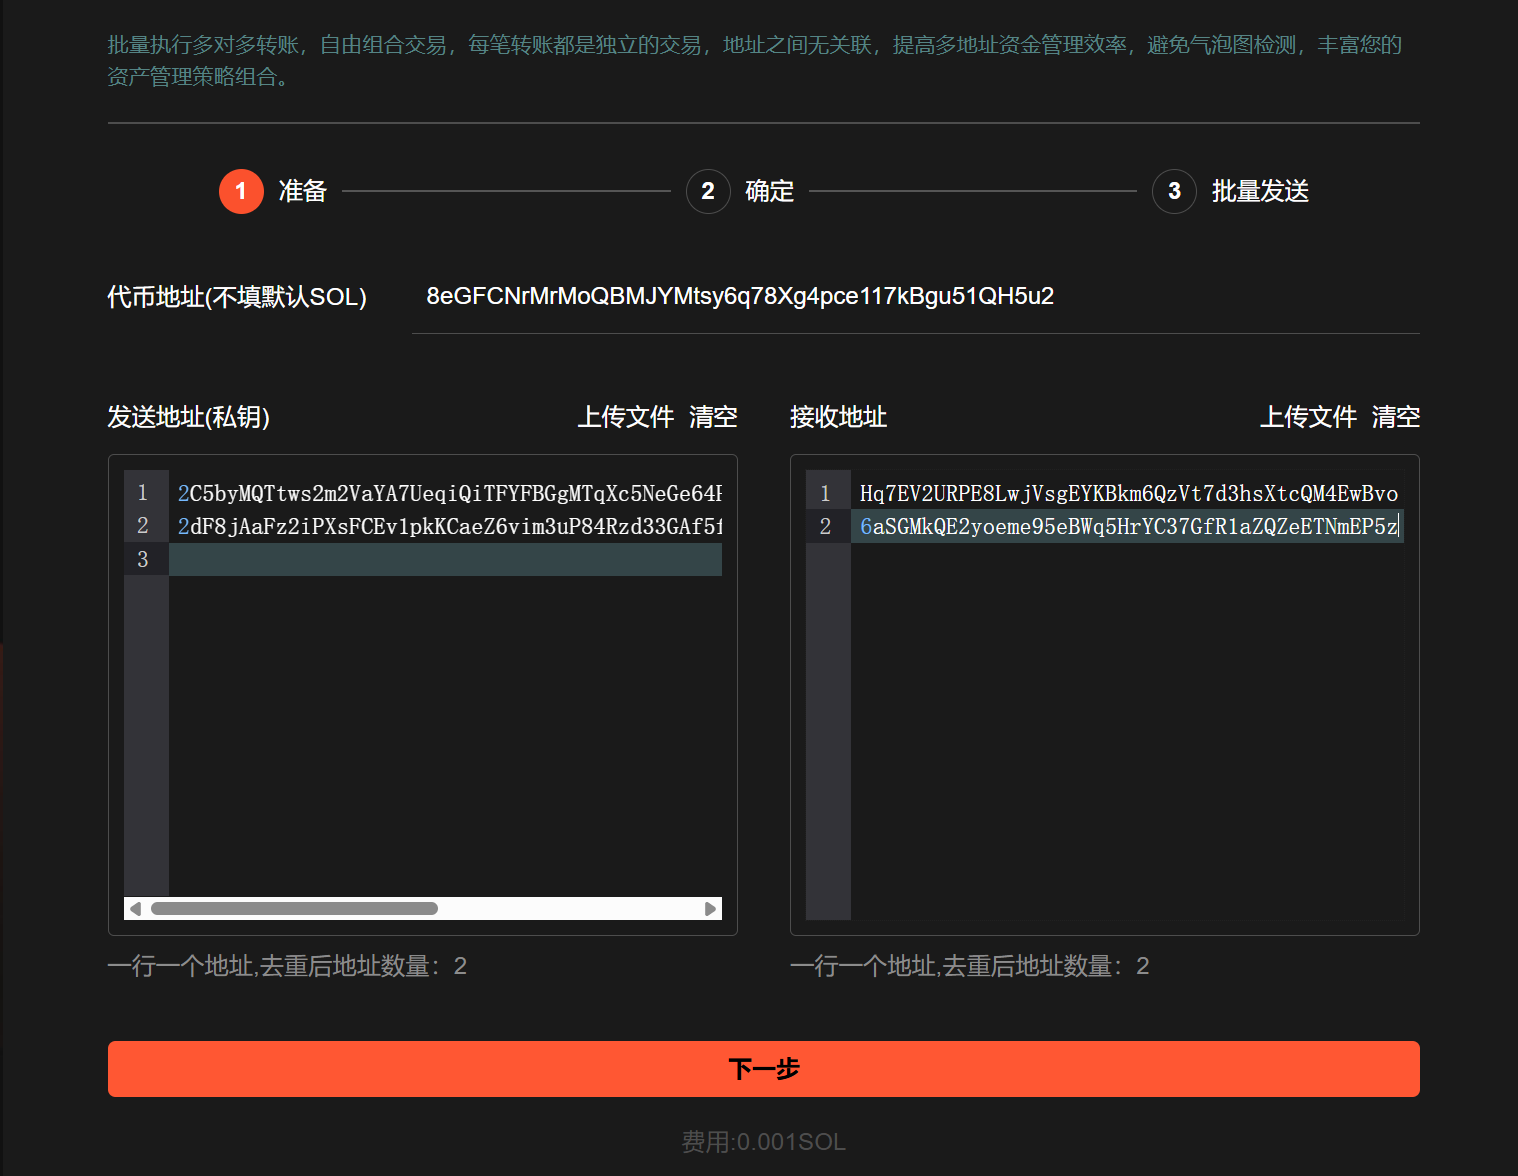 批量执行多对多转账，自由组合交易，每笔转账都是独立的交易，地址之间无关联，提高多地址资金管理效率，避免气泡图检测，丰富您的
资产管理策略组合。
1 准备 2 确定 3 批量发送
代币地址(不填默认SOL) 8eGFCNrMrMoQBMJYMtsy6q78Xg4pce117kBgu51QH5u2
发送地址(私钥) 上传文件 清空
1 2C5byMQTtws2m2VaYA7UeqiQiTFYFBGgMTqXc5NeGe64F
2 2dF8jAaFz2iPXsFCEv1pkKCaeZ6vim3uP84Rzd33GAf5f
3
一行一个地址,去重后地址数量：2
接收地址 上传文件 清空
1 Hq7EV2URPE8LwjVsgEYKBkm6QzVt7d3hsXtcQM4EwBvo
2 6aSGMkQE2yoeme95eBWq5HrYC37GfR1aZQZeETNmEP5z
一行一个地址,去重后地址数量：2
下一步
费用:0.001SOL